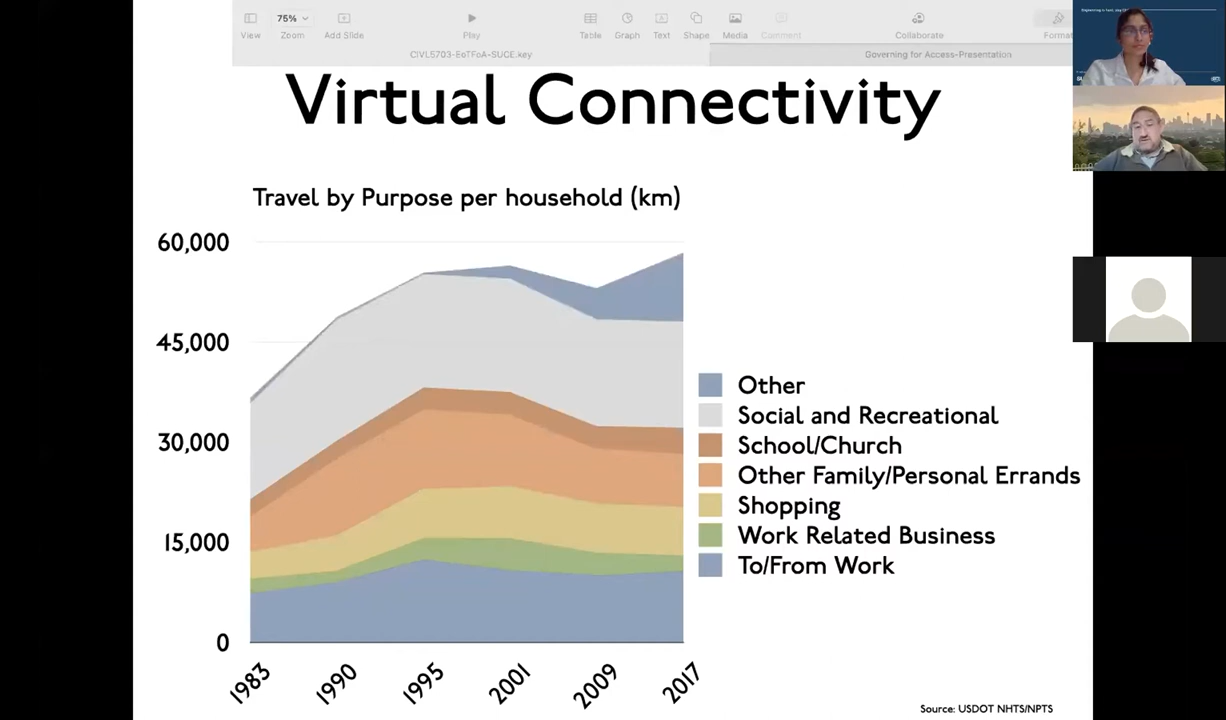 75%
View
Zoom
Add Slide
Play
Table
Graph
Text
Shape
Media
Comment
Collaborate
Format
CIVL5703-EoTFoA-SUCE.key
Governing for Access-Presentation
Virtual Connectivity
Travel by Purpose per household (km)
60,000
45,000
30,000
15,000
0
1983
1990
1995
2001
2009
2017
Other
Social and Recreational
School/Church
Other Family/Personal Errands
Shopping
Work Related Business
To/From Work
Source: USDOT NHTS/NPTS